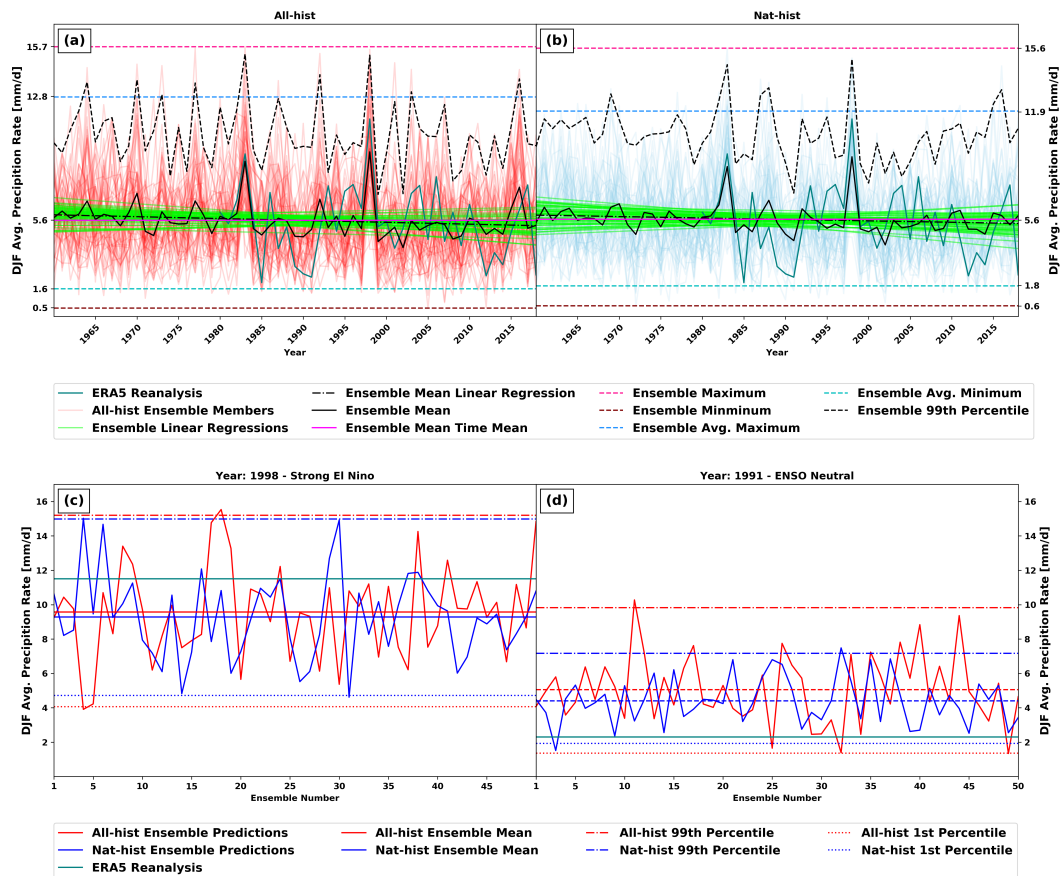 All-hist
Nat-hist
(a)
(b)
15.7
12.8
5.6
1.6
0.5
DJF Avg. Preciption Rate [mm/d]
15.6
11.9
5.6
1.8
0.6
DJF Avg. Preciption Rate [mm/d]
1965 1970 1975 1980 1985 1990 1995 2000 2005 2010 2015
1965 1970 1975 1980 1985 1990 1995 2000 2005 2010 2015
Year
Year
ERA5 Reanalysis
All-hist Ensemble Members
Ensemble Linear Regressions
Ensemble Mean Linear Regression
Ensemble Mean
Ensemble Mean Time Mean
Ensemble Maximum
Ensemble Minminum
Ensemble Avg. Maximum
Ensemble Avg. Minimum
Ensemble 99th Percentile
Year: 1998 - Strong El Nino
Year: 1991 - ENSO Neutral
(c)
(d)
16
14
12
10
8
6
4
2
DJF Avg. Precipition Rate [mm/d]
16
14
12
10
8
6
4
2
DJF Avg. Precipition Rate [mm/d]
1 5 10 15 20 25 30 35 40 45
1 5 10 15 20 25 30 35 40 45 50
Ensemble Number
Ensemble Number
All-hist Ensemble Predictions
Nat-hist Ensemble Predictions
ERA5 Reanalysis
All-hist Ensemble Mean
Nat-hist Ensemble Mean
All-hist 99th Percentile
Nat-hist 99th Percentile
All-hist 1st Percentile
Nat-hist 1st Percentile